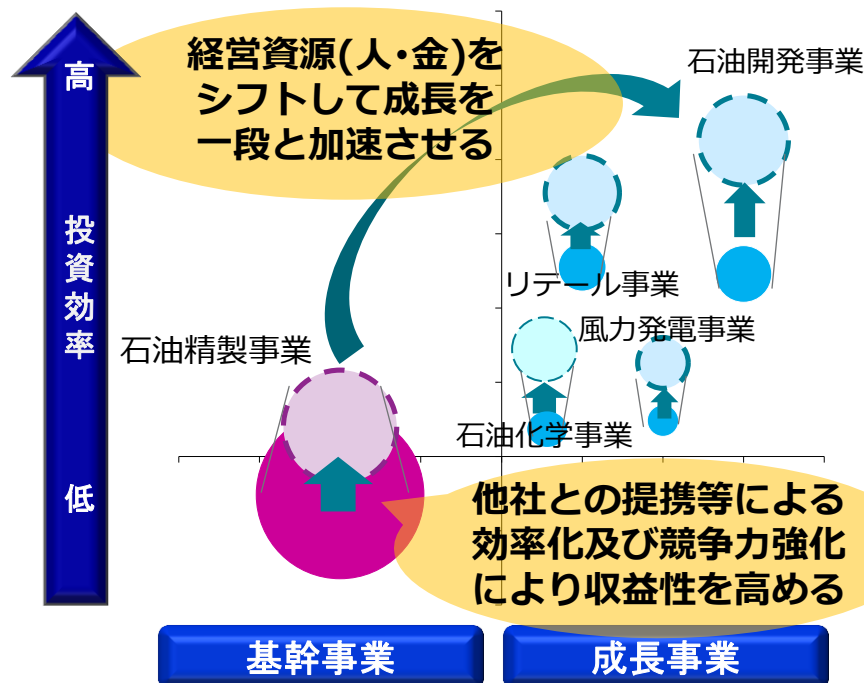 経営資源(人・金)を
シフトして成長を
一段と加速させる
石油開発事業
高
投資効率
低
リテール事業
風力発電事業
石油精製事業
石油化学事業
他社との提携等による
効率化及び競争力強化
により収益性を高める
基幹事業
成長事業